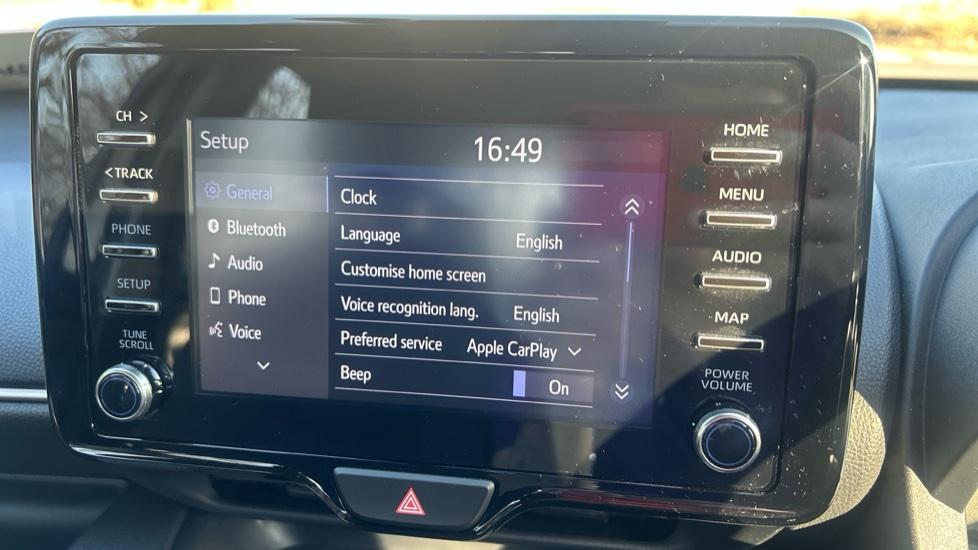 CH >
<TRACK
PHONE
SETUP
TUNE
SCROLL
Setup
16:49
General
Bluetooth
Audio
Phone
Voice
Clock
Language English
Customise home screen
Voice recognition lang. English
Preferred service Apple CarPlay
Beep On
HOME
MENU
AUDIO
MAP
POWER
VOLUME